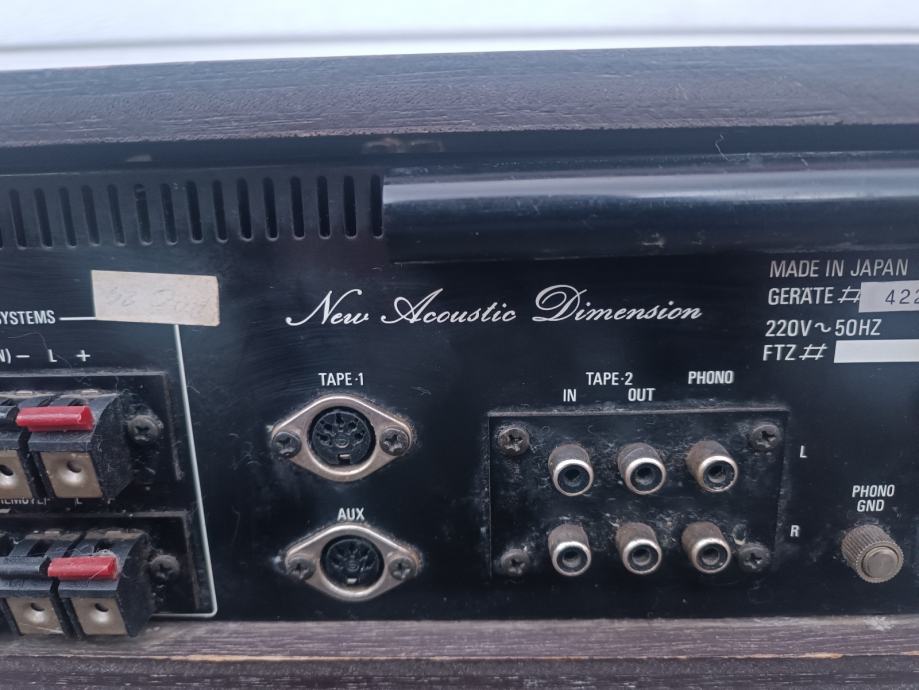 MADE IN JAPAN
GERÄTE # 422
220V~50HZ
FTZ #
SYSTEMS
New Acoustic Dimension
N) - L +
TAPE-1
TAPE-2
PHONO
IN
OUT
L
PHONO
GND
AUX
R
L